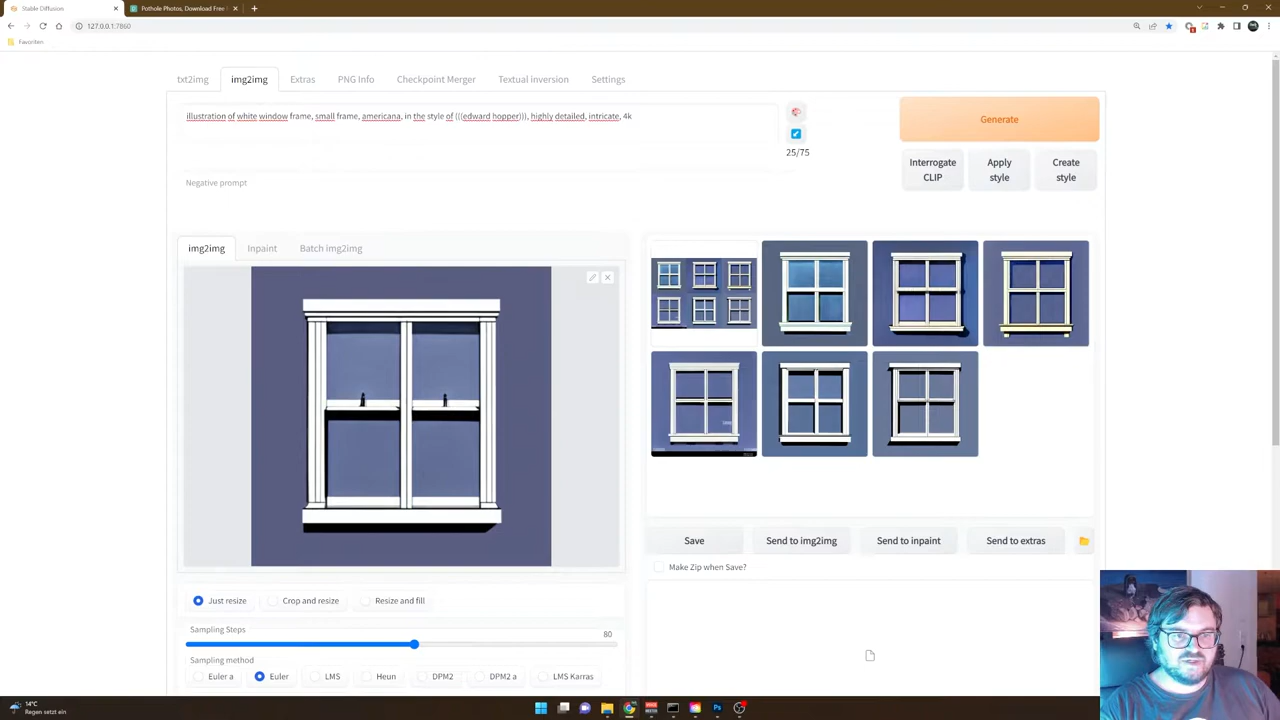 Stable Diffusion
Pothole Photos, Download Free
127.0.0.1:7860
Favoriten
txt2img
img2img
Extras
PNG Info
Checkpoint Merger
Textual inversion
Settings
illustration of white window frame, small frame, americana, in the style of (((edward hopper))), highly detailed, intricate, 4k
25/75
Generate
Interrogate CLIP
Apply style
Create style
Negative prompt
img2img
Inpaint
Batch img2img
Save
Send to img2img
Send to inpaint
Send to extras
Make Zip when Save?
Just resize
Crop and resize
Resize and fill
Sampling Steps
80
Sampling method
Euler a
Euler
LMS
Heun
DPM2
DPM2 a
LMS Karras
14°C
Regen setzt ein